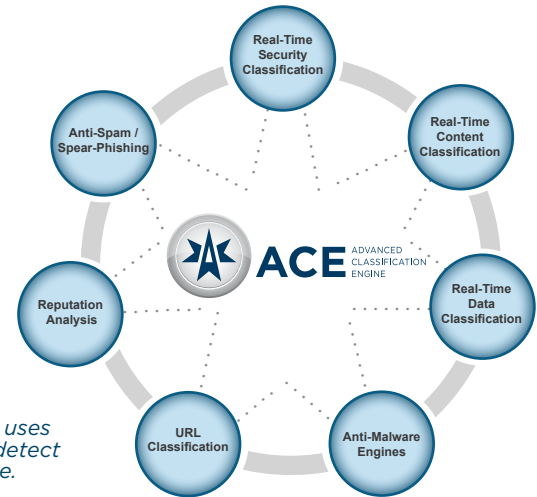 Real-Time
Security
Classification
Real-Time
Content
Classification
Real-Time
Data
Classification
Anti-Malware
Engines
URL
Classification
Reputation
Analysis
Anti-Spam /
Spear-Phishing
ACE
ADVANCED
CLASSIFICATION
ENGINE
uses
detect
e.